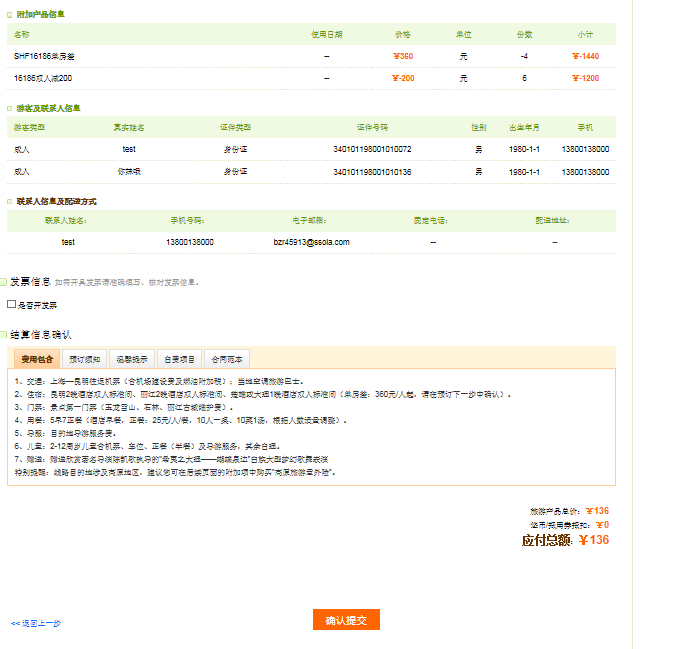 附加产品信息
名称 使用日期 价格 单位 份数 小计
SHF16186单房差 -- ¥360 元 -4 ¥-1440
16186双人减200 -- ¥-200 元 6 ¥-1200
游客及联系人信息
游客类型 真实姓名 证件类型 证件号码 性别 出生年月 手机
成人 test 身份证 340101198001010072 男 1980-1-1 13800138000
成人 你妹哦 身份证 340101198001010136 男 1980-1-1 13800138000
联系人信息及配送方式
联系人姓名: 手机号码: 电子邮箱: 固定电话: 配送地址:
test 13800138000 bzr45913@ssoia.com -- --
发票信息 如需开具发票请准确填写、核对发票信息。
是否开发票
结算信息确认
费用包含 预订须知 温馨提示 自费项目 合同范本
1、交通：上海—昆明往返机票（含机场建设费及燃油附加税）；当地空调旅游巴士。
2、住宿：昆明2晚酒店双人标准间、丽江2晚酒店双人标准间、楚雄或大理1晚酒店双人标准间（单房差：360元/人起，请在预订下一步中确认）。
3、门票：景点第一门票（玉龙雪山、石林、丽江古城维护费）。
4、用餐：5早7正餐（酒店早餐，正餐：25元/人/餐，10人一桌、10菜1汤，根据人数适量调整）。
5、导服：目的地导游服务费。
6、儿童：2-12周岁儿童含机票、车位、正餐（半餐）及导游服务，其余自理。
7、赠送：赠送欣赏著名导演陈凯歌执导的“希夷之大理——蝴蝶泉边”白族大型梦幻歌舞表演
特别提醒：线路目的地涉及高原地区，建议您可在后续页面的附加项中购买“高原旅游意外险”。
旅游产品总价: ¥136
/抵用券抵扣: ¥0
应付总额: ¥136
<< 返回上一步
确认提交